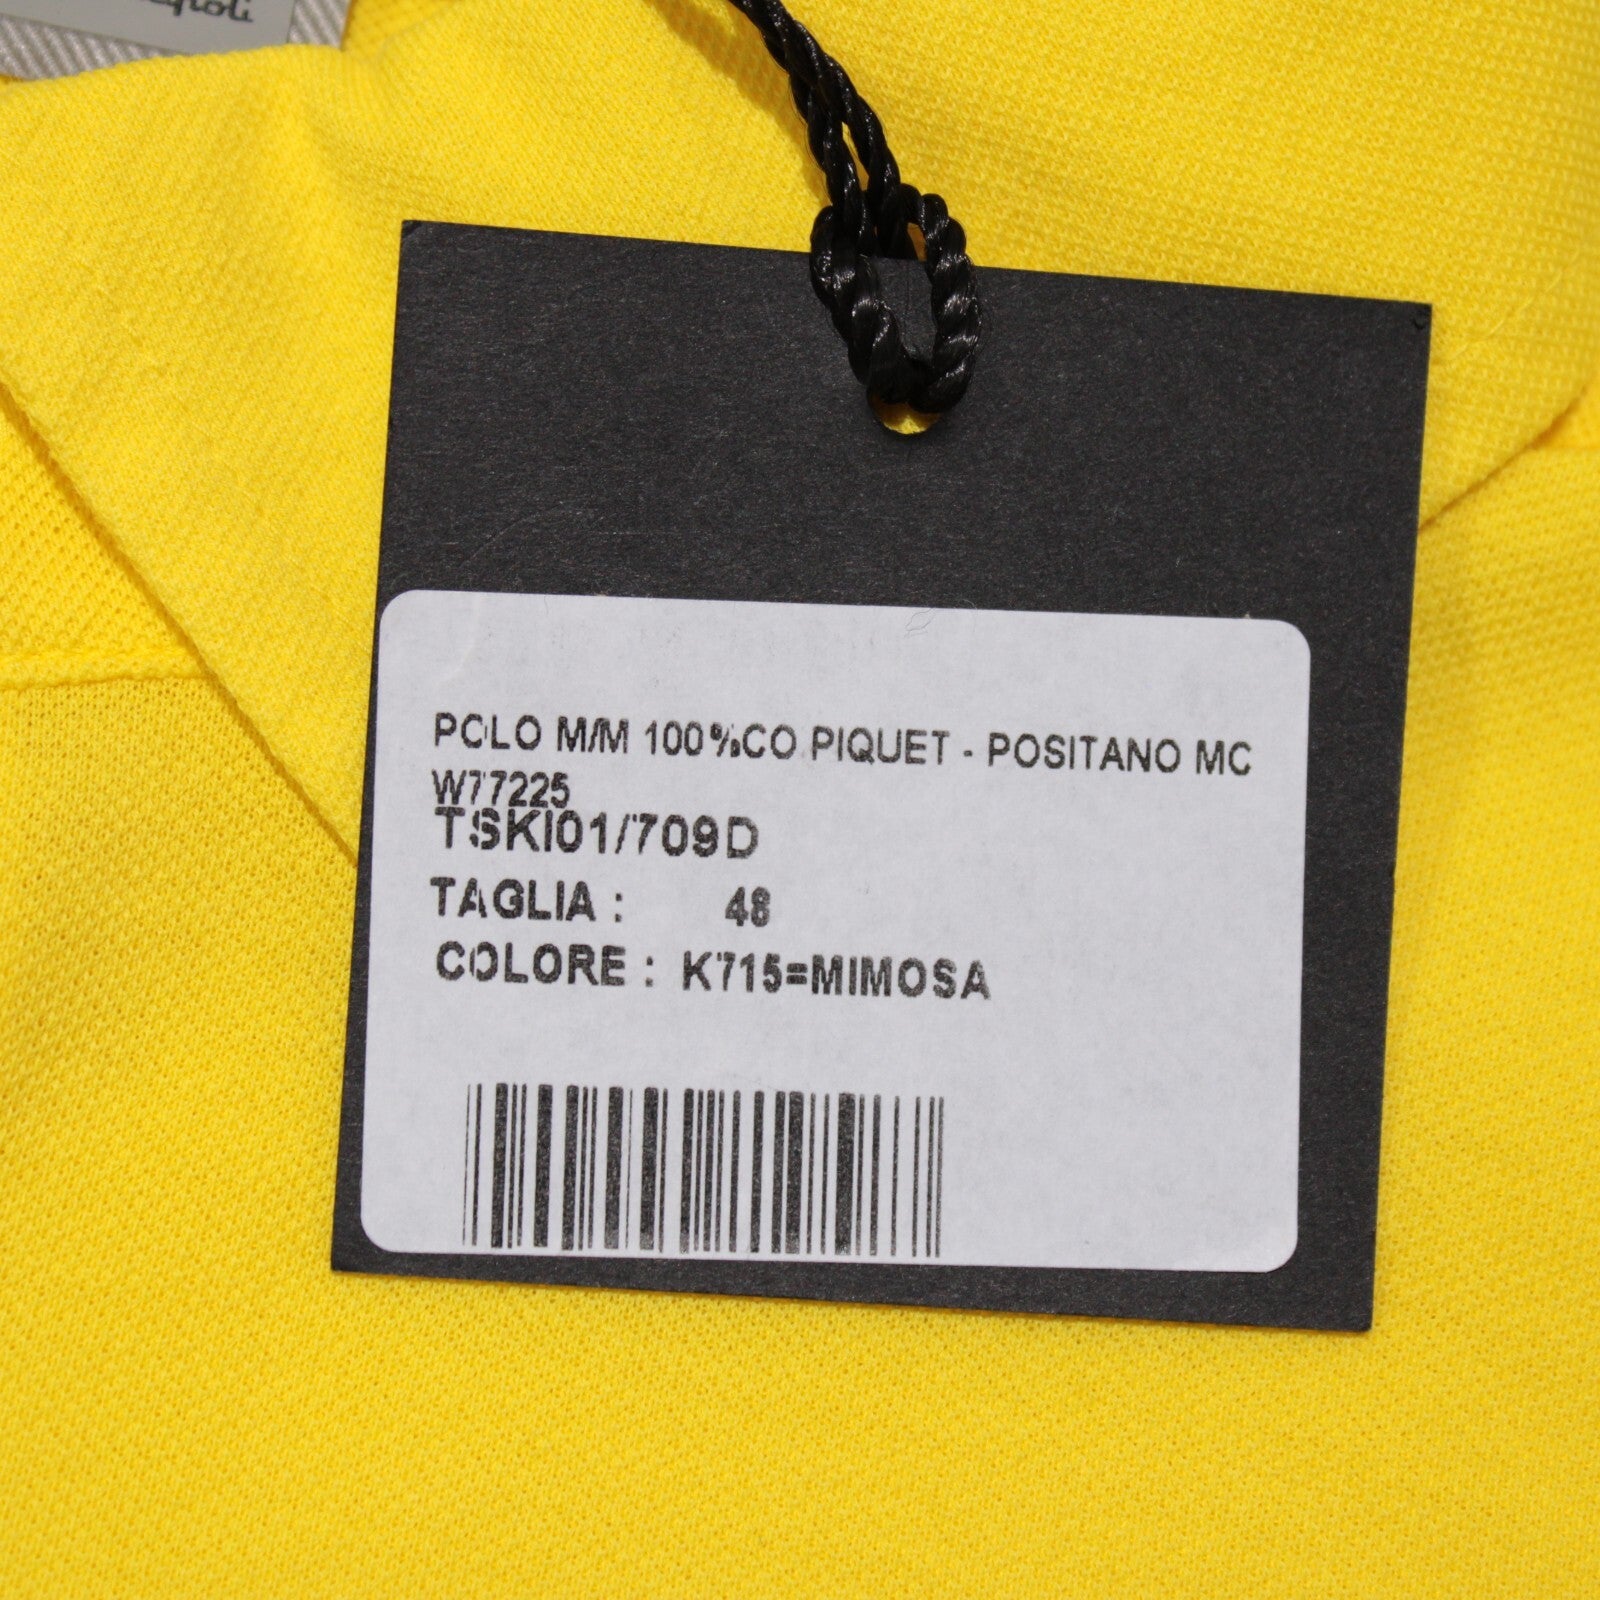 POLO M/M 100%CO PIQUET - POSITANO MC
W77225
TSKI01/709D
TAGLIA : 48
COLORE : K715=MIMOSA